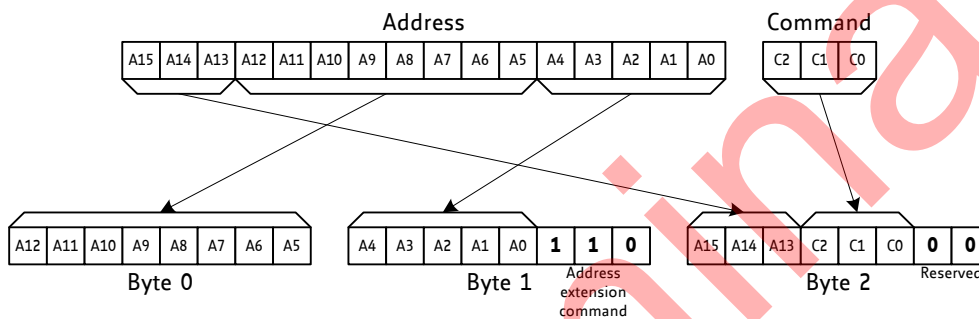 Address Command
A15 A14 A13 A12 A11 A10 A9 A8 A7 A6 A5 A4 A3 A2 A1 A0 C2 C1 C0
A12 A11 A10 A9 A8 A7 A6 A5 A4 A3 A2 A1 A0 1 1 0 A15 A14 A13 C2 C1 C0 0 0
Byte 0 Byte 1 Byte 2
Address Reserved
extension
command